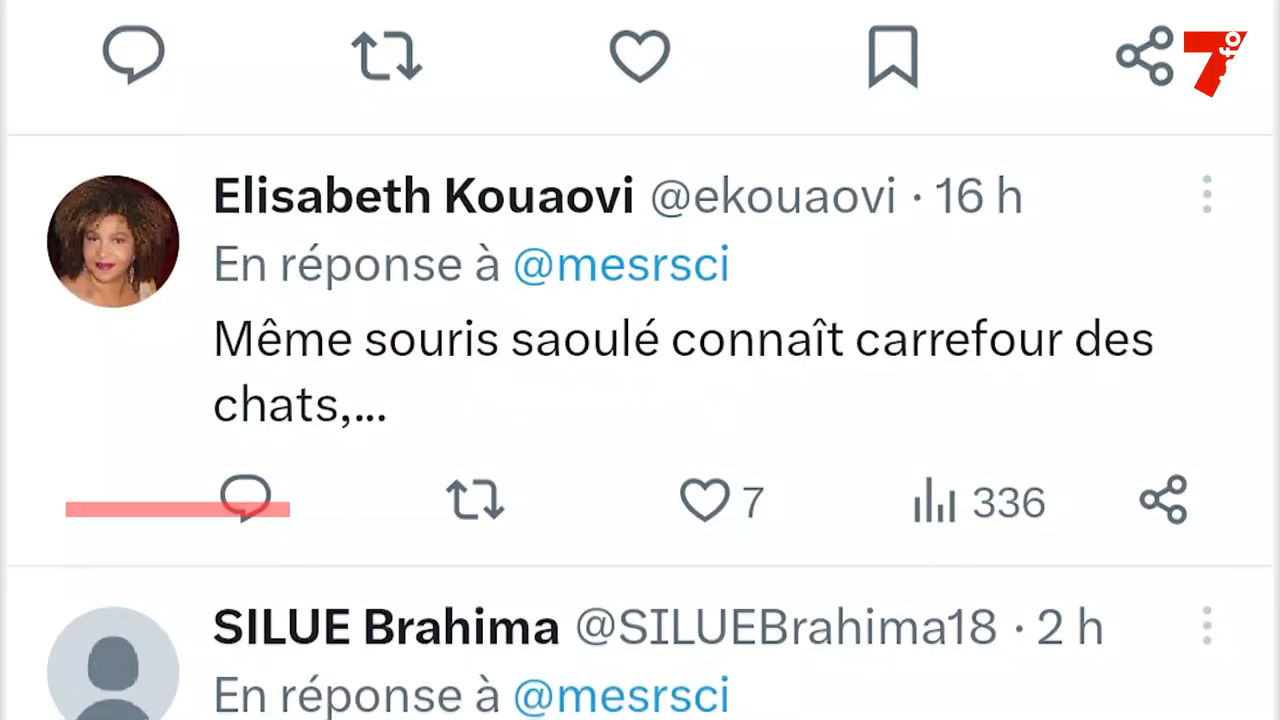 7info
Elisabeth Kouaovi @ekouaovi · 16 h
En réponse à @mesrsci
Même souris saoulé connaît carrefour des
chats,...
7 336
SILUE Brahima @SILUEBrahima18 · 2 h
En réponse à @mesrsci